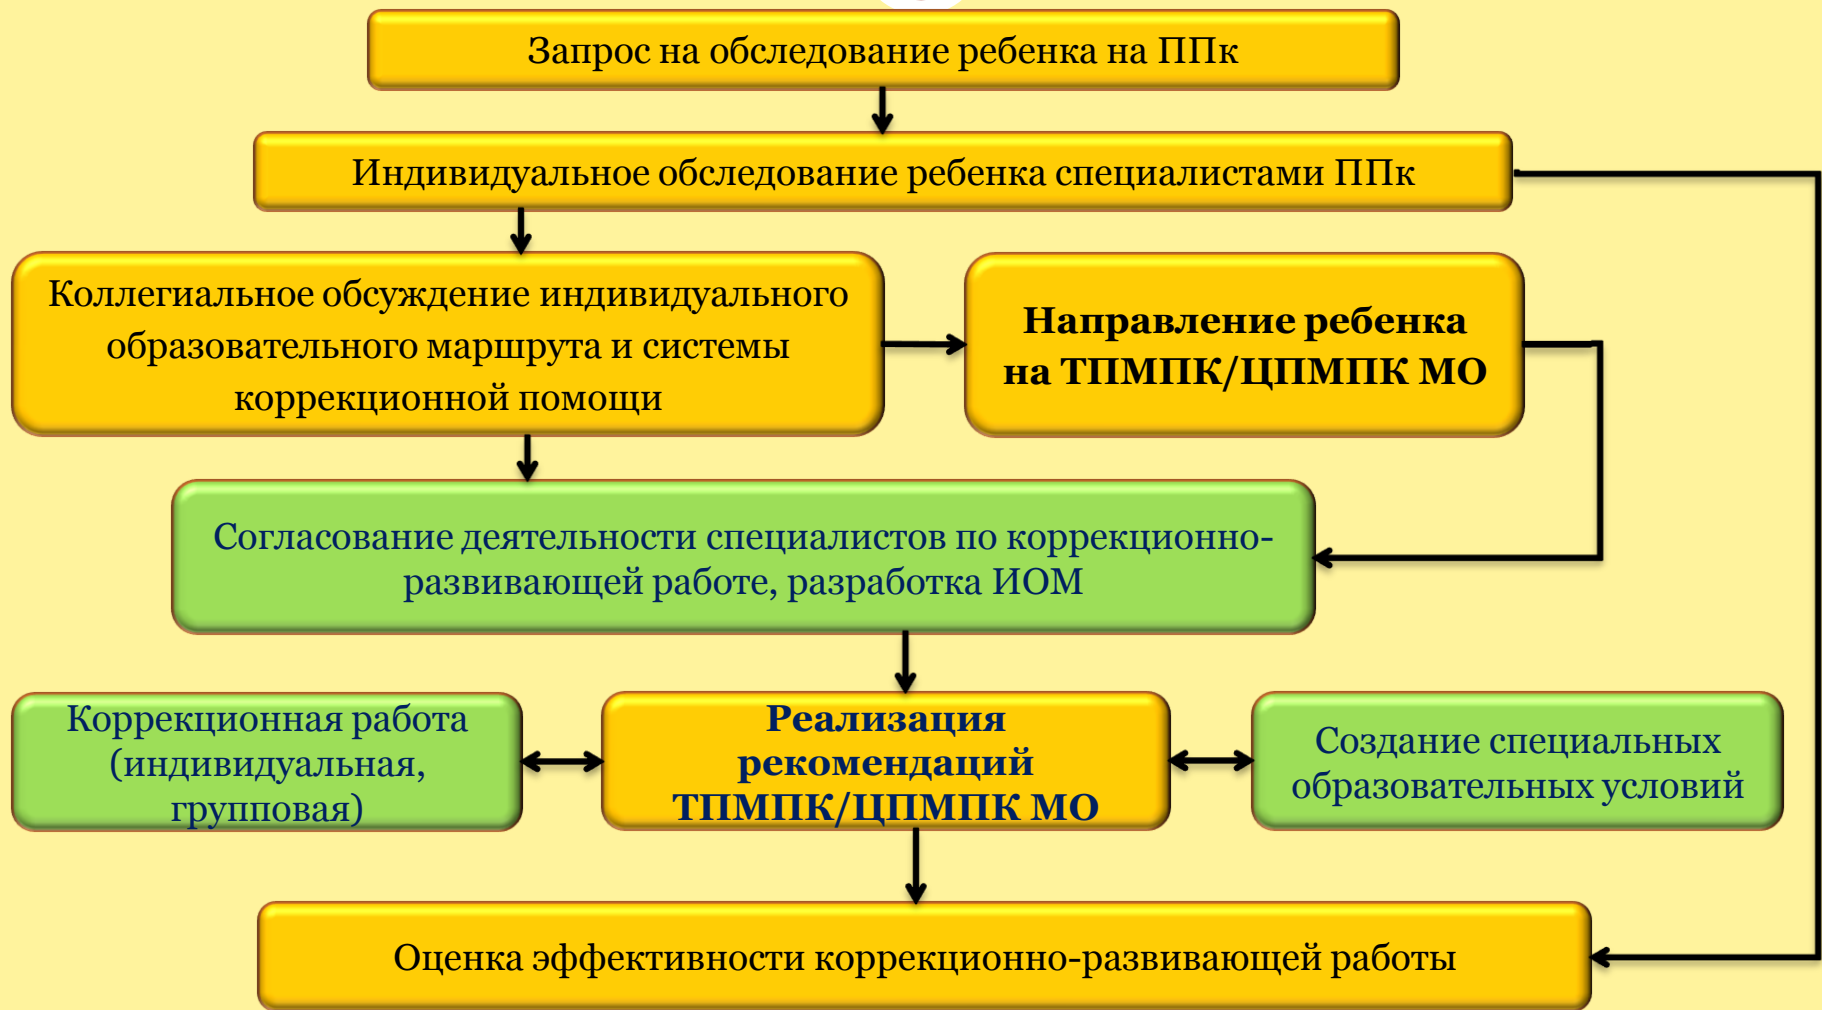 Запрос на обследование ребенка на ППк
Индивидуальное обследование ребенка специалистами ППк
Коллегиальное обсуждение индивидуального
образовательного маршрута и системы
коррекционной помощи
Направление ребенка
на ТПМПК/ЦПМПК МО
Согласование деятельности специалистов по коррекционно-
развивающей работе, разработка ИОМ
Коррекционная работа
(индивидуальная,
групповая)
Реализация
рекомендаций
ТПМПК/ЦПМПК МО
Создание специальных
образовательных условий
Оценка эффективности коррекционно-развивающей работы